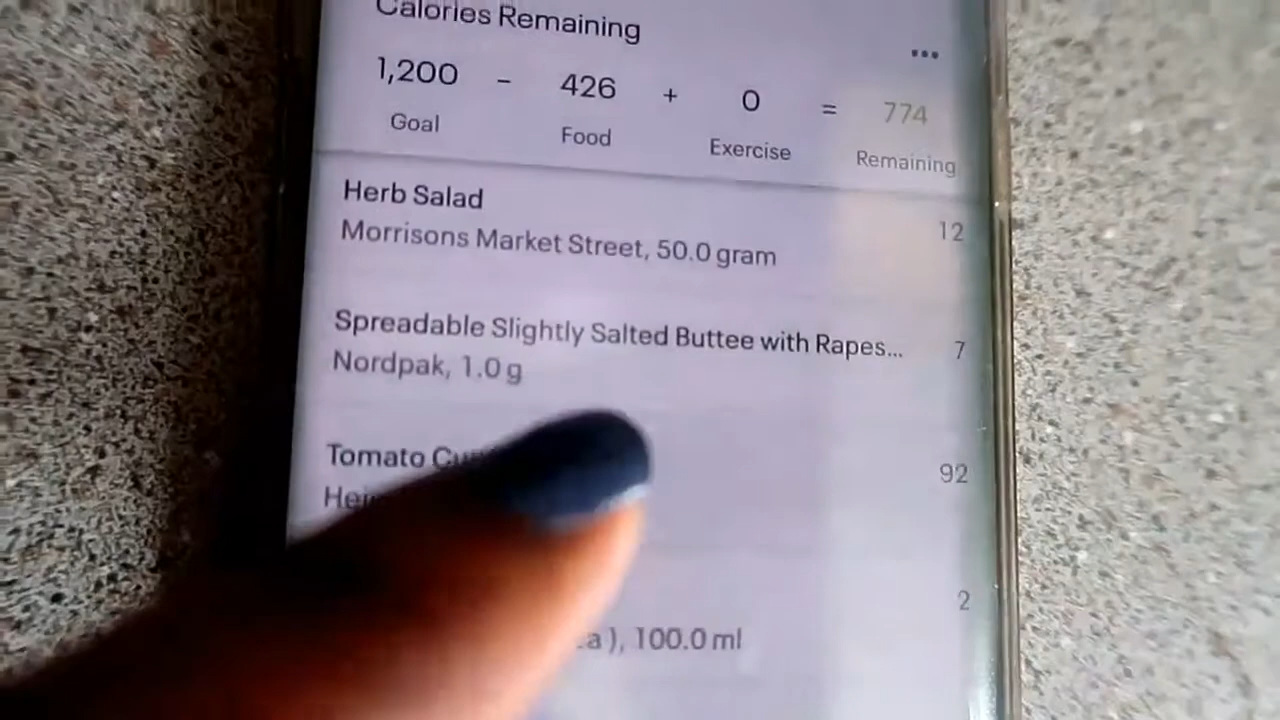 Calories Remaining
1,200 - 426 + 0 = 774
Goal Food Exercise Remaining
Herb Salad 12
Morrisons Market Street, 50.0 gram
Spreadable Slightly Salted Buttee with Rapes... 7
Nordpak, 1.0 g
Tomato 92
2
), 100.0 ml